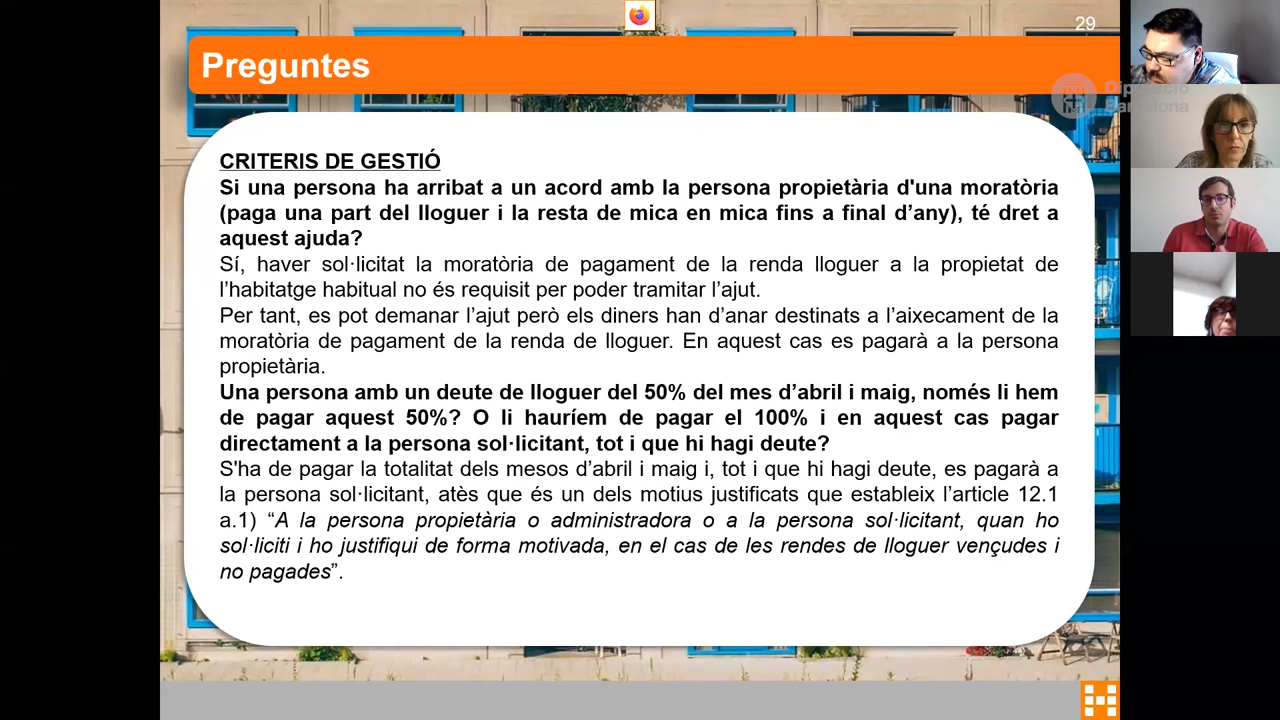 29
Preguntes
Diputació
Barcelona
CRITERIS DE GESTIÓ
Si una persona ha arribat a un acord amb la persona propietària d'una moratòria
(paga una part del lloguer i la resta de mica en mica fins a final d’any), té dret a
aquest ajuda?
Sí, haver sol·licitat la moratòria de pagament de la renda lloguer a la propietat de
l’habitatge habitual no és requisit per poder tramitar l’ajut.
Per tant, es pot demanar l’ajut però els diners han d’anar destinats a l’aixecament de la
moratòria de pagament de la renda de lloguer. En aquest cas es pagarà a la persona
propietària.
Una persona amb un deute de lloguer del 50% del mes d’abril i maig, només li hem
de pagar aquest 50%? O li hauríem de pagar el 100% i en aquest cas pagar
directament a la persona sol·licitant, tot i que hi hagi deute?
S'ha de pagar la totalitat dels mesos d’abril i maig i, tot i que hi hagi deute, es pagarà a
la persona sol·licitant, atès que és un dels motius justificats que estableix l’article 12.1
a.1) “A la persona propietària o administradora o a la persona sol·licitant, quan ho
sol·liciti i ho justifiqui de forma motivada, en el cas de les rendes de lloguer vençudes i
no pagades”.